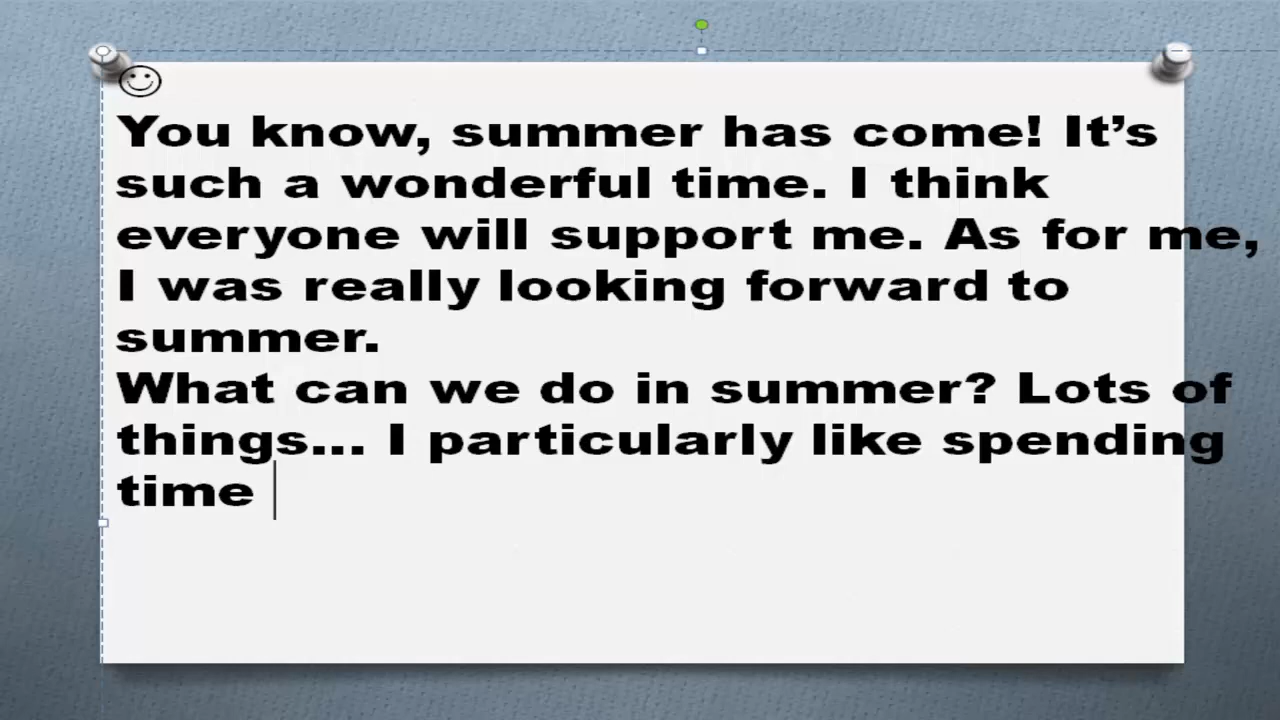 You know, summer has come! It’s
such a wonderful time. I think
everyone will support me. As for me,
I was really looking forward to
summer.
What can we do in summer? Lots of
things... I particularly like spending
time